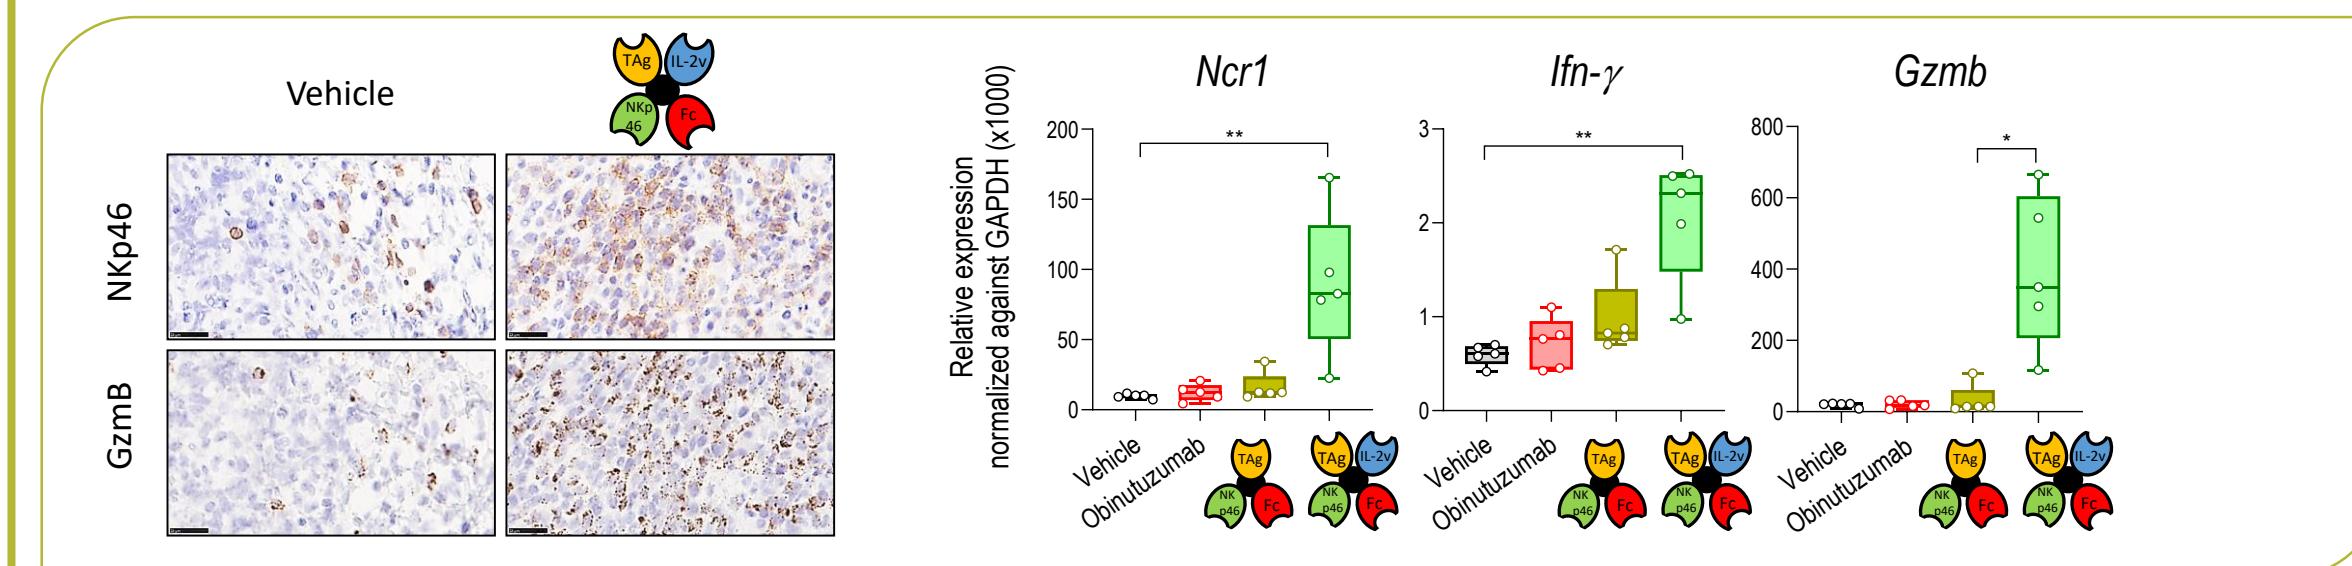 Vehicle
TAg
IL-2v
NKp
46
Fc
NKp46
GzmB
Relative expression
normalized against GAPDH (x1000)
Ncr1
**
200
150
100
50
0
Vehicle
Obinutuzumab
TAg
NK
p46
Fc
TAg
IL-2v
NK
p46
Fc
Ifn-γ
**
3
2
1
0
Vehicle
Obinutuzumab
TAg
NK
p46
Fc
TAg
IL-2v
NK
p46
Fc
Gzmb
*
800
600
400
200
0
Vehicle
Obinutuzumab
TAg
NK
p46
Fc
TAg
IL-2v
NK
p46
Fc